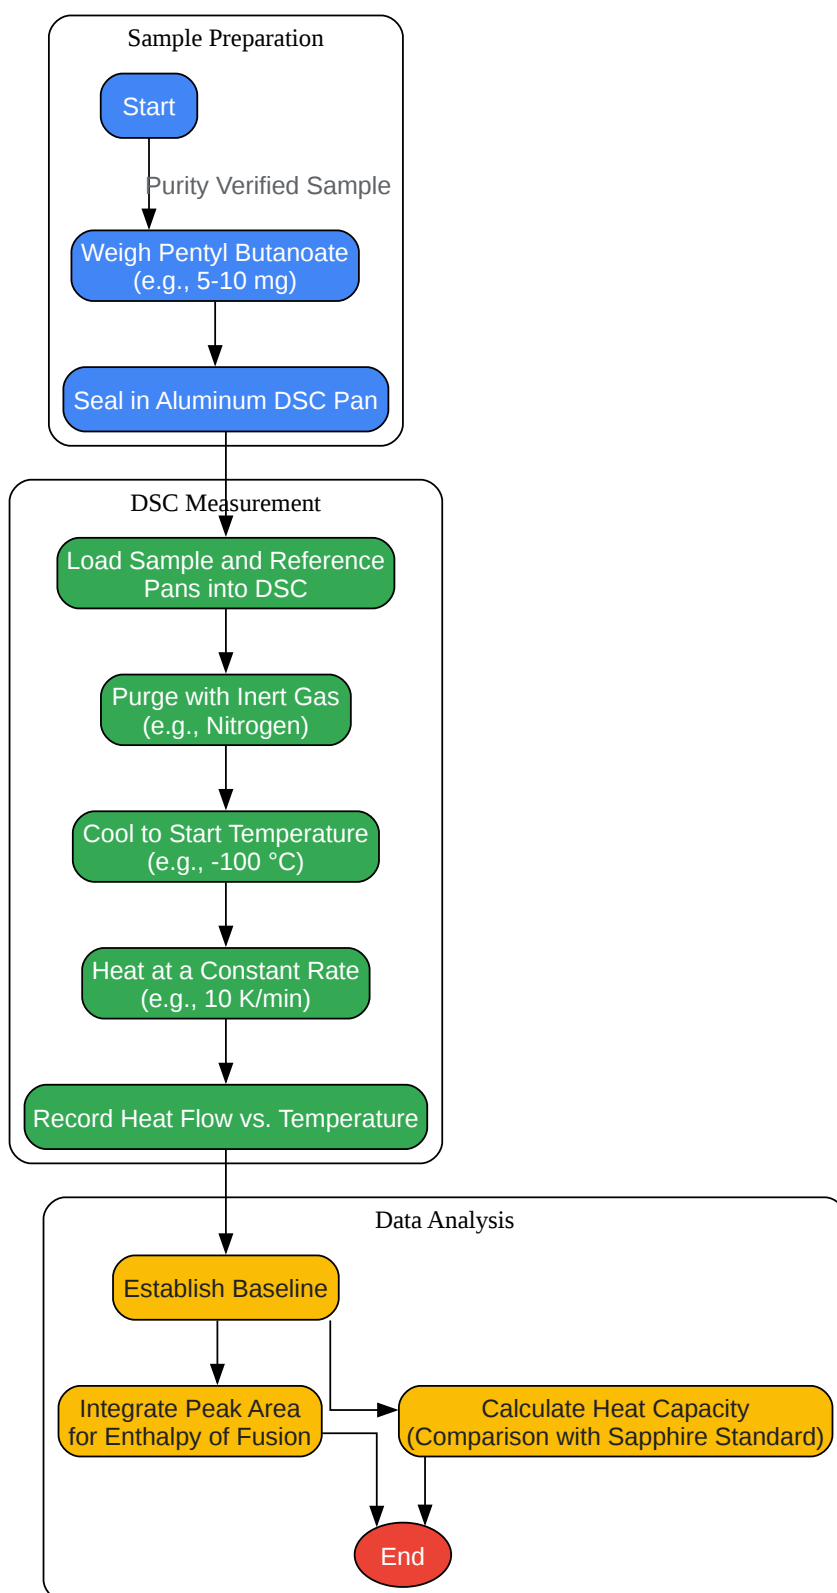 Sample Preparation
Start
Purity Verified Sample
Weigh Pentyl Butanoate
(e.g., 5-10 mg)
Seal in Aluminum DSC Pan
DSC Measurement
Load Sample and Reference
Pans into DSC
Purge with Inert Gas
(e.g., Nitrogen)
Cool to Start Temperature
(e.g., -100 °C)
Heat at a Constant Rate
(e.g., 10 K/min)
Record Heat Flow vs. Temperature
Data Analysis
Establish Baseline
Integrate Peak Area
for Enthalpy of Fusion
Calculate Heat Capacity
(Comparison with Sapphire Standard)
End